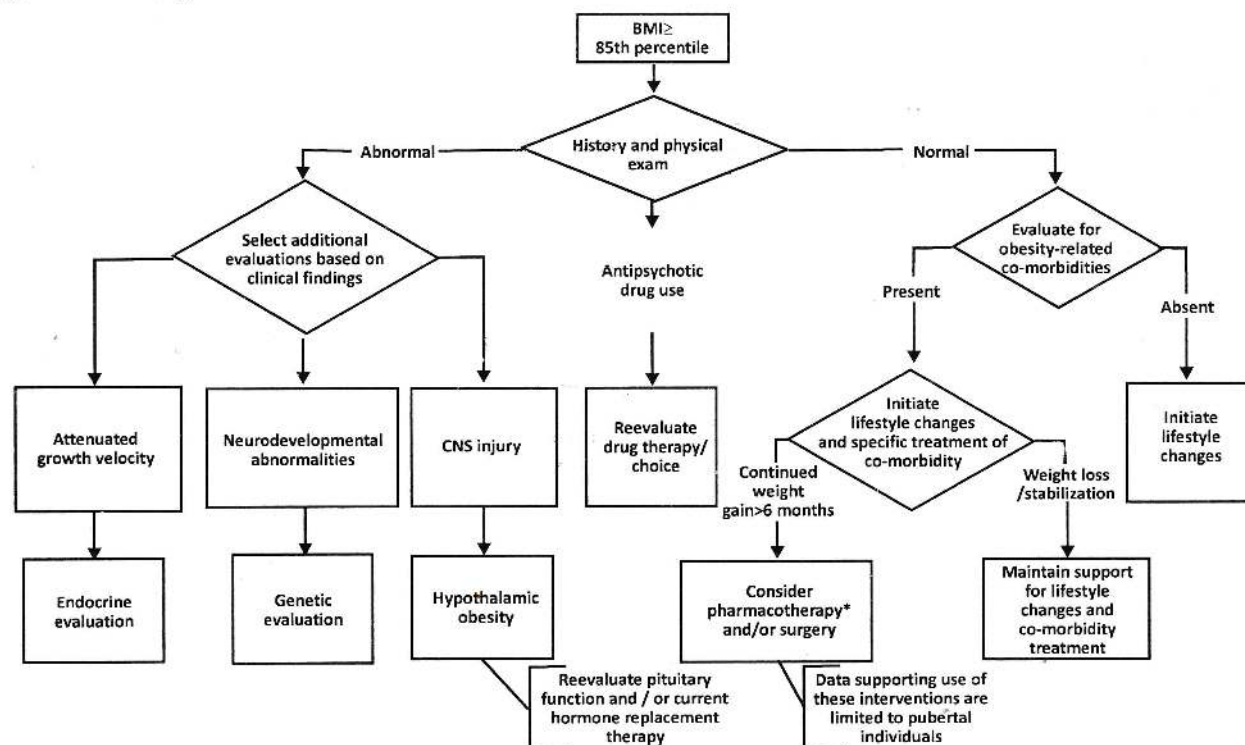 BMI≥
85th percentile
History and physical
exam
Abnormal
Normal
Select additional
evaluations based on
clinical findings
Antipsychotic
drug use
Evaluate for
obesity-related
co-morbidities
Present
Absent
Attenuated
growth velocity
Neurodevelopmental
abnormalities
CNS injury
Reevaluate
drug therapy/
choice
Initiate
lifestyle changes
and specific treatment of
co-morbidity
Initiate
lifestyle
changes
Continued
weight
gain>6 months
Weight loss
/stabilization
Endocrine
evaluation
Genetic
evaluation
Hypothalamic
obesity
Consider
pharmacotherapy*
and/or surgery
Maintain support
for lifestyle
changes and
co-morbidity
treatment
Reevaluate pituitary
function and / or current
hormone replacement
therapy
Data supporting use of
these interventions are
limited to pubertal
individuals